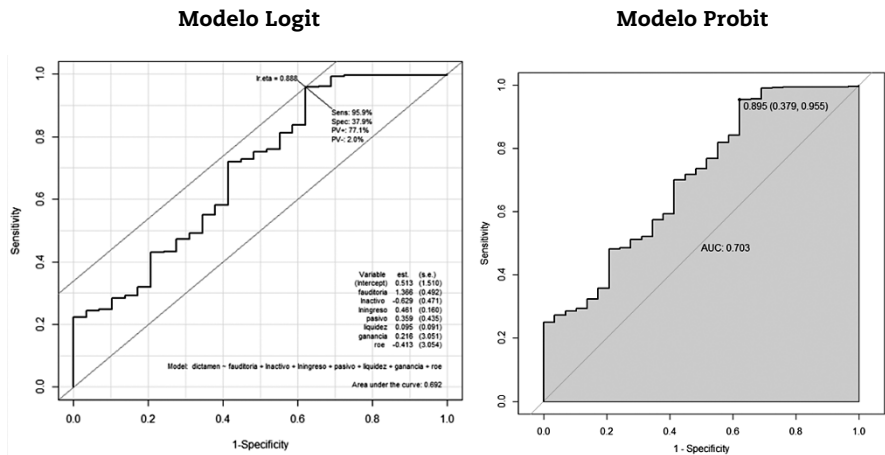 Modelo Logit
Modelo Probit
lr.eta = 0.888
Sens: 95.9%
Spec: 37.9%
PV+: 77.1%
PV-: 2.0%
Variable est. (s.e.)
(Intercept) 0.513 (1.510)
fauditoria 1.366 (0.492)
lnactivo -0.629 (0.471)
lningreso 0.461 (0.160)
pasivo 0.359 (0.435)
liquidez 0.095 (0.091)
ganancia 0.216 (3.051)
roe -0.413 (3.054)
Model: dictamen ~ fauditoria + lnactivo + lningreso + pasivo + liquidez + ganancia + roe
Area under the curve: 0.692
Sensitivity
0.0 0.2 0.4 0.6 0.8 1.0
0.0 0.2 0.4 0.6 0.8 1.0
1-Specificity
0.895 (0.379, 0.955)
AUC: 0.703
Sensitivity
0.0 0.2 0.4 0.6 0.8 1.0
0.0 0.2 0.4 0.6 0.8 1.0
1 - Specificity